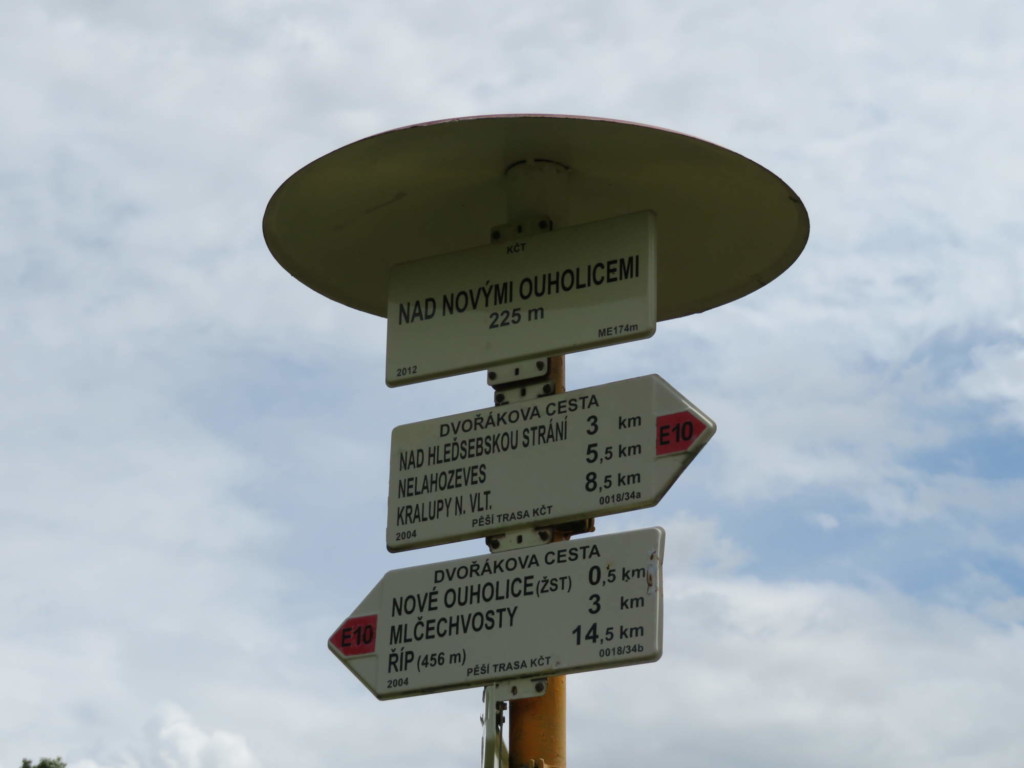 KČT
NAD NOVÝMI OUHOLICEMI
225 m
2012 ME174m
DVOŘÁKOVA CESTA
NAD HLEĎSEBSKOU STRÁNÍ 3 km
NELAHOZEVES 5,5 km
KRALUPY N. VLT. 8,5 km
E10
2004 PĚŠÍ TRASA KČT 0018/34a
DVOŘÁKOVA CESTA
NOVÉ OUHOLICE (ŽST) 0,5 km
MLČECHVOSTY 3 km
ŘÍP (456 m) 14,5 km
E10
2004 PĚŠÍ TRASA KČT 0018/34b